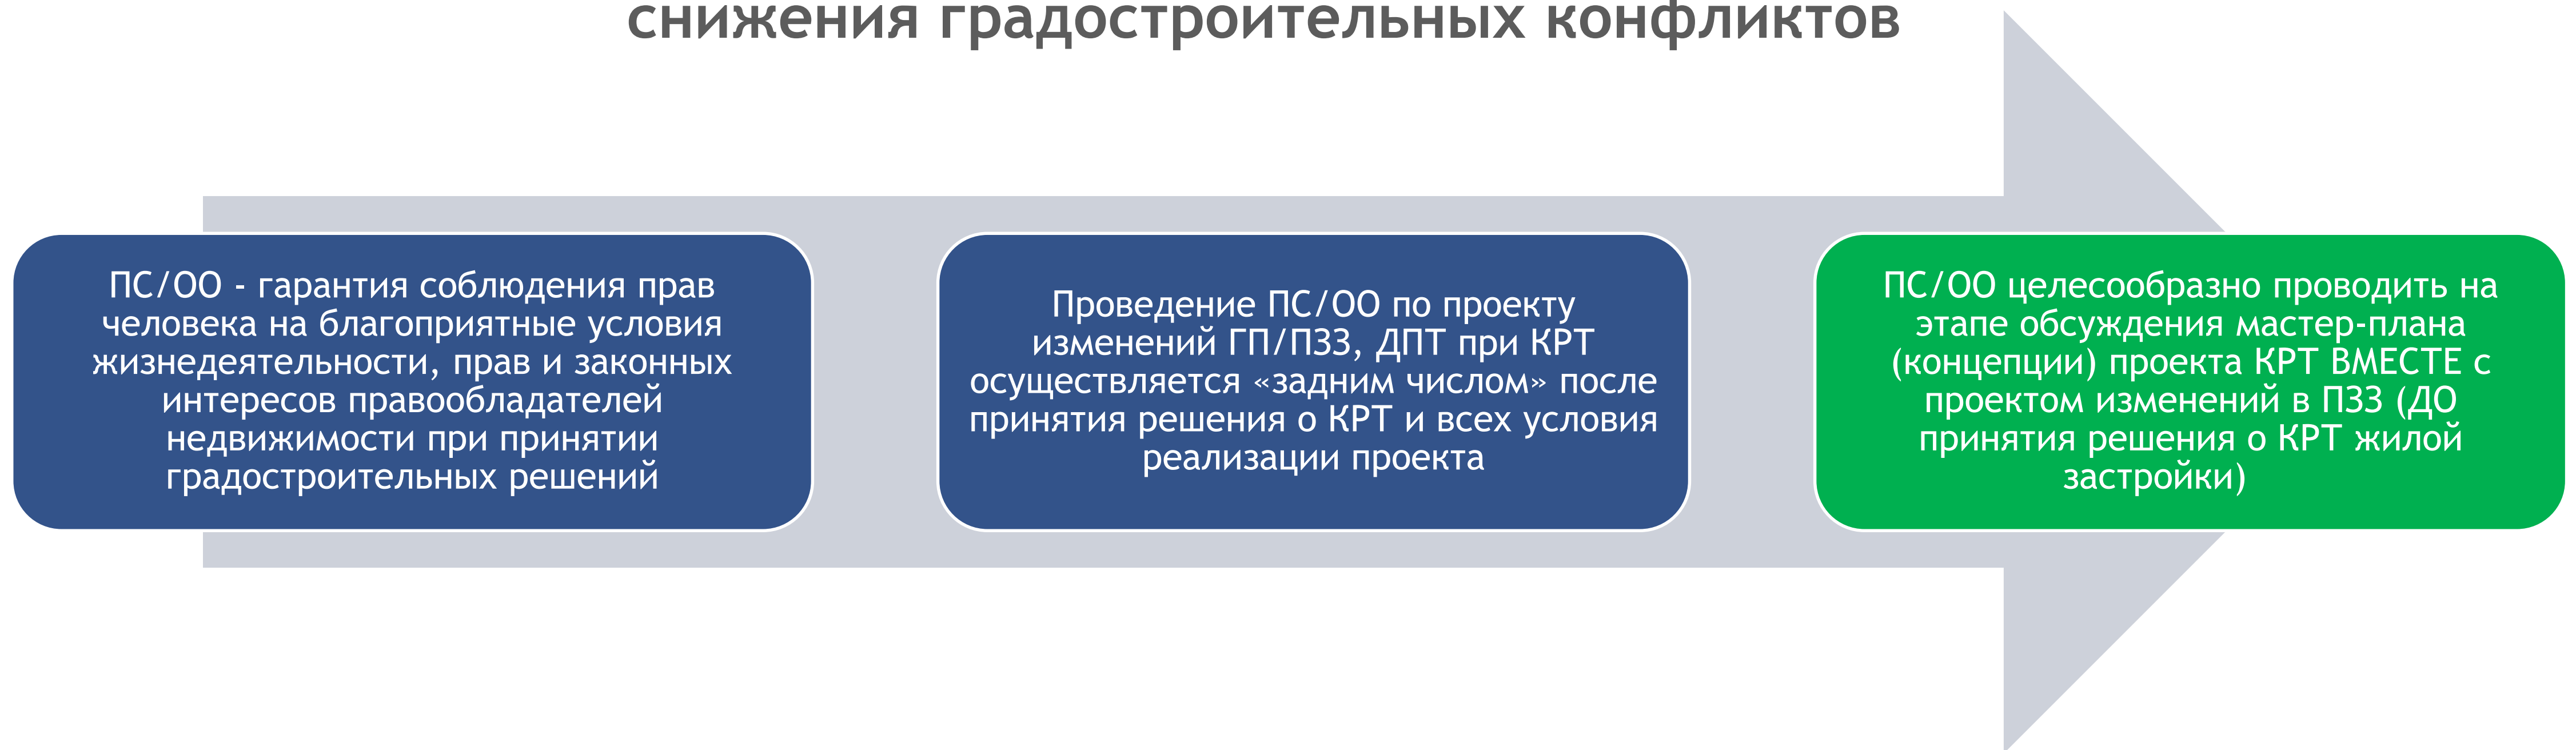 снижения градостроительных конфликтов
ПС/ОО - гарантия соблюдения прав
человека на благоприятные условия
жизнедеятельности, прав и законных
интересов правообладателей
недвижимости при принятии
градостроительных решений
Проведение ПС/ОО по проекту
изменений ГП/ПЗЗ, ДПТ при КРТ
осуществляется «задним числом» после
принятия решения о КРТ и всех условия
реализации проекта
ПС/ОО целесообразно проводить на
этапе обсуждения мастер-плана
(концепции) проекта КРТ ВМЕСТЕ с
проектом изменений в ПЗЗ (ДО
принятия решения о КРТ жилой
застройки)